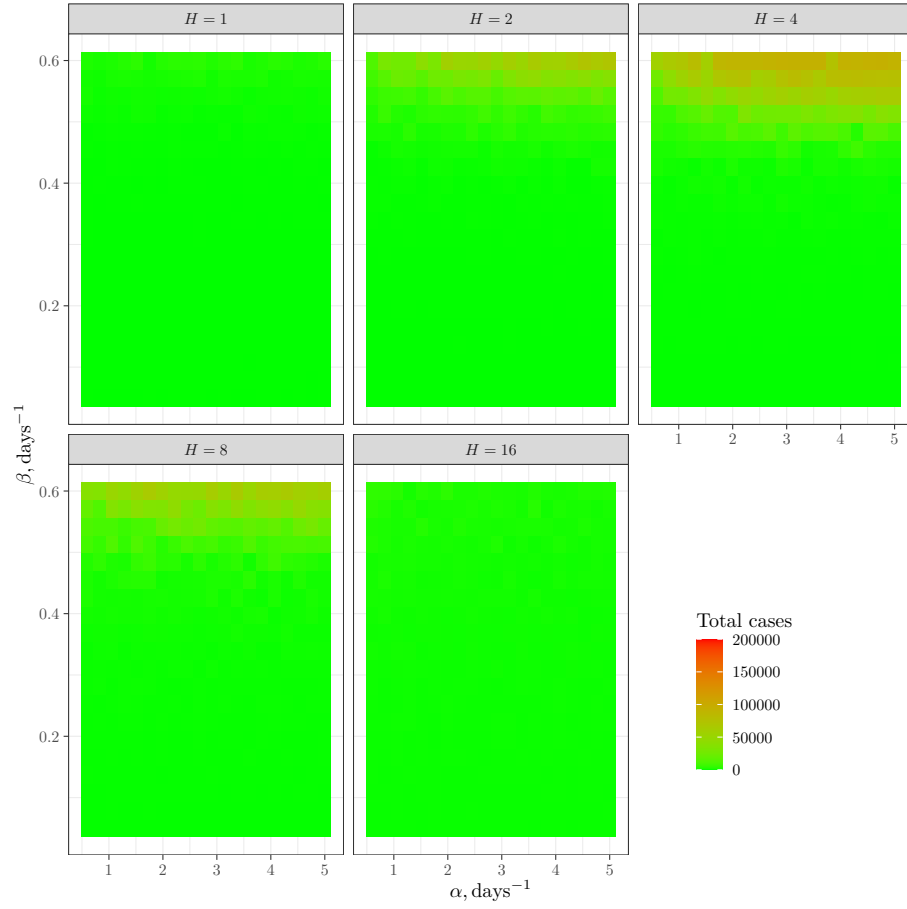 H = 1
H = 2
H = 4
0.6
0.4
0.2
1 2 3 4 5
β, days⁻¹
H = 8
H = 16
0.6
0.4
0.2
1 2 3 4 5
1 2 3 4 5
α, days⁻¹
Total cases
200000
150000
100000
50000
0